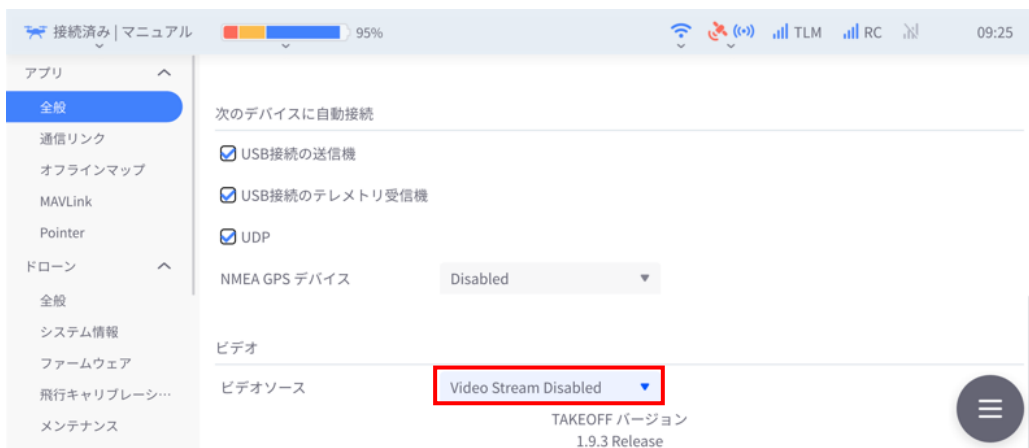 接続済み | マニュアル 95% TLM RC 09:25
アプリ
全般
通信リンク
オフラインマップ
MAVLink
Pointer
ドローン
全般
システム情報
ファームウェア
飛行キャリブレーシ…
メンテナンス
次のデバイスに自動接続
USB接続の送信機
USB接続のテレメトリ受信機
UDP
NMEA GPS デバイス Disabled
ビデオ
ビデオソース Video Stream Disabled
TAKEOFF バージョン
1.9.3 Release